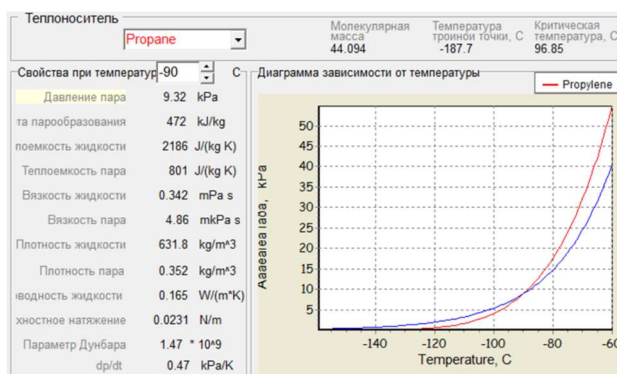 Теплоноситель
Propane
Молекулярная масса
44.094
Температура троиной точки, С
-187.7
Критическая температура, С
96.85
Свойства при температур -90 С
Давление пара 9.32 kPa
та парообразования 472 kJ/kg
лоемкость жидкости 2186 J/(kg K)
Теплоемкость пара 801 J/(kg K)
Вязкость жидкости 0.342 mPa s
Вязкость пара 4.86 mkPa s
Плотность жидкости 631.8 kg/m^3
Плотность пара 0.352 kg/m^3
водность жидкости 0.165 W/(m*K)
хностное натяжение 0.0231 N/m
Параметр Дунбара 1.47 * 10^9
dp/dt 0.47 kPa/K
Диаграмма зависимости от температуры
Propylene
50
45
40
35
30
25
20
15
10
5
kPa
-140 -120 -100 -80 -60
Temperature, C